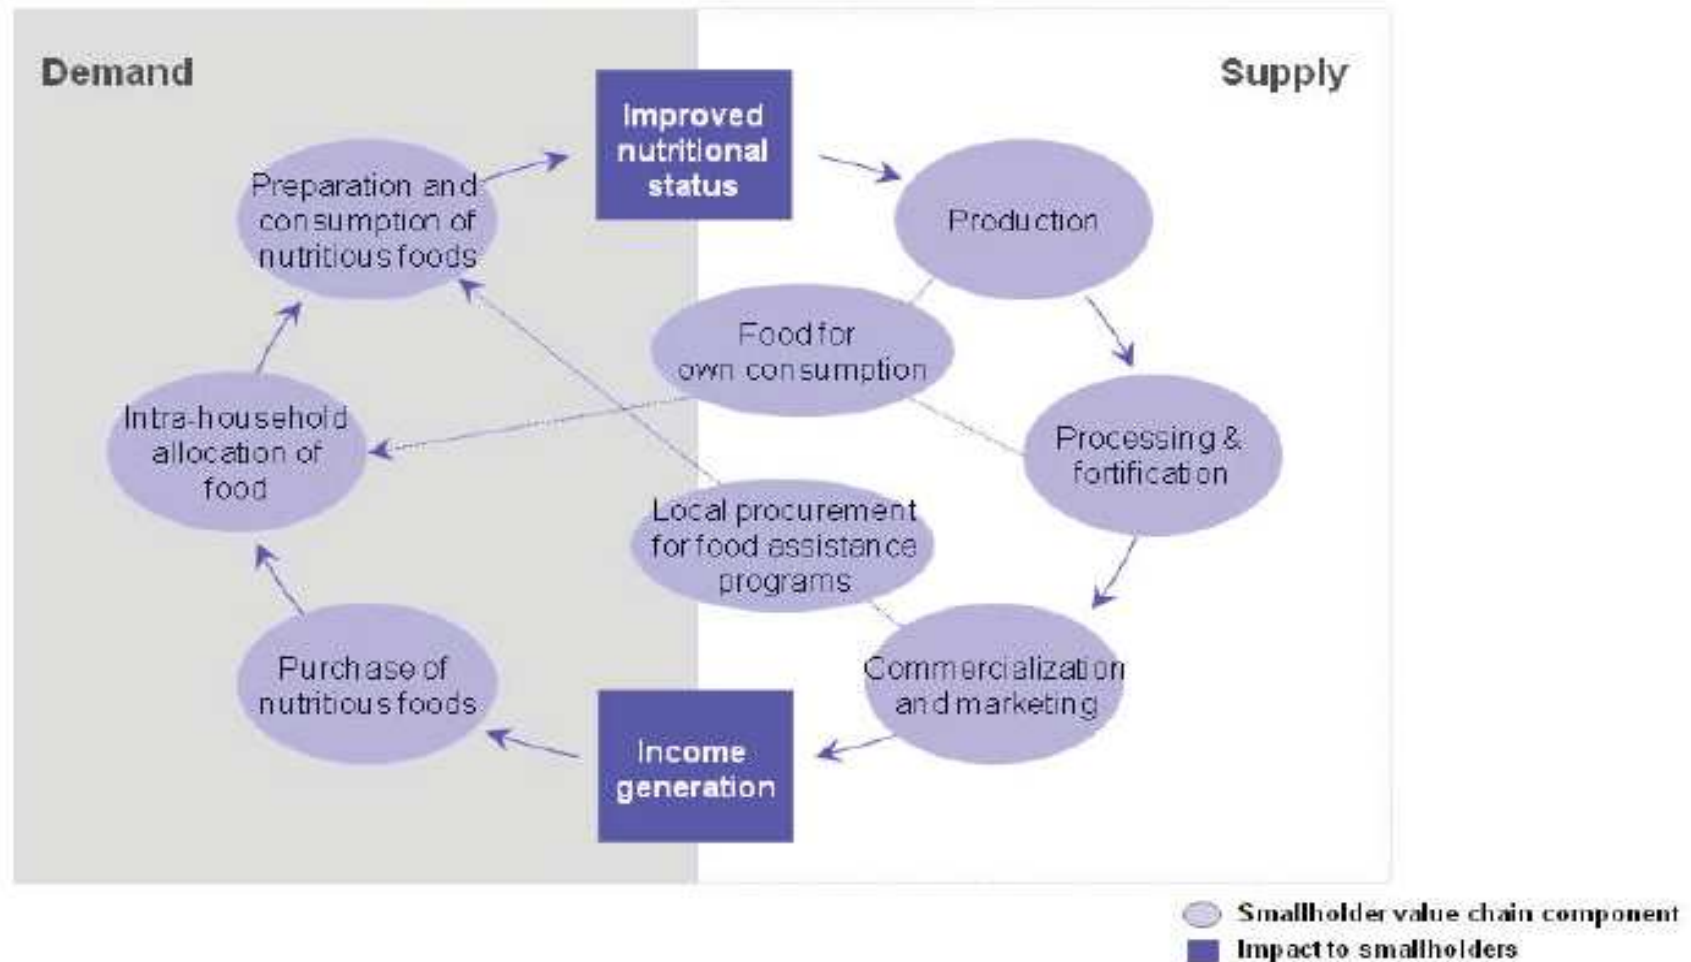 Demand
Supply
Improved
nutritional
status
Preparation and
consumption of
nutritious foods
Production
Food for
own consumption
Intra-household
allocation of
food
Processing &
fortification
Local procurement
for food assistance
programs
Purchase of
nutritious foods
Commercialization
and marketing
Income
generation
Smallholder value chain component
Impact to smallholders